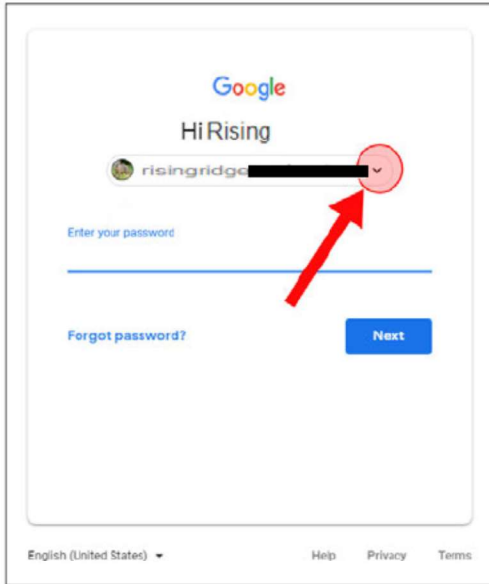 Google
Hi Rising
risingridge
Enter your password
Forgot password?
Next
English (United States)
Help Privacy Terms